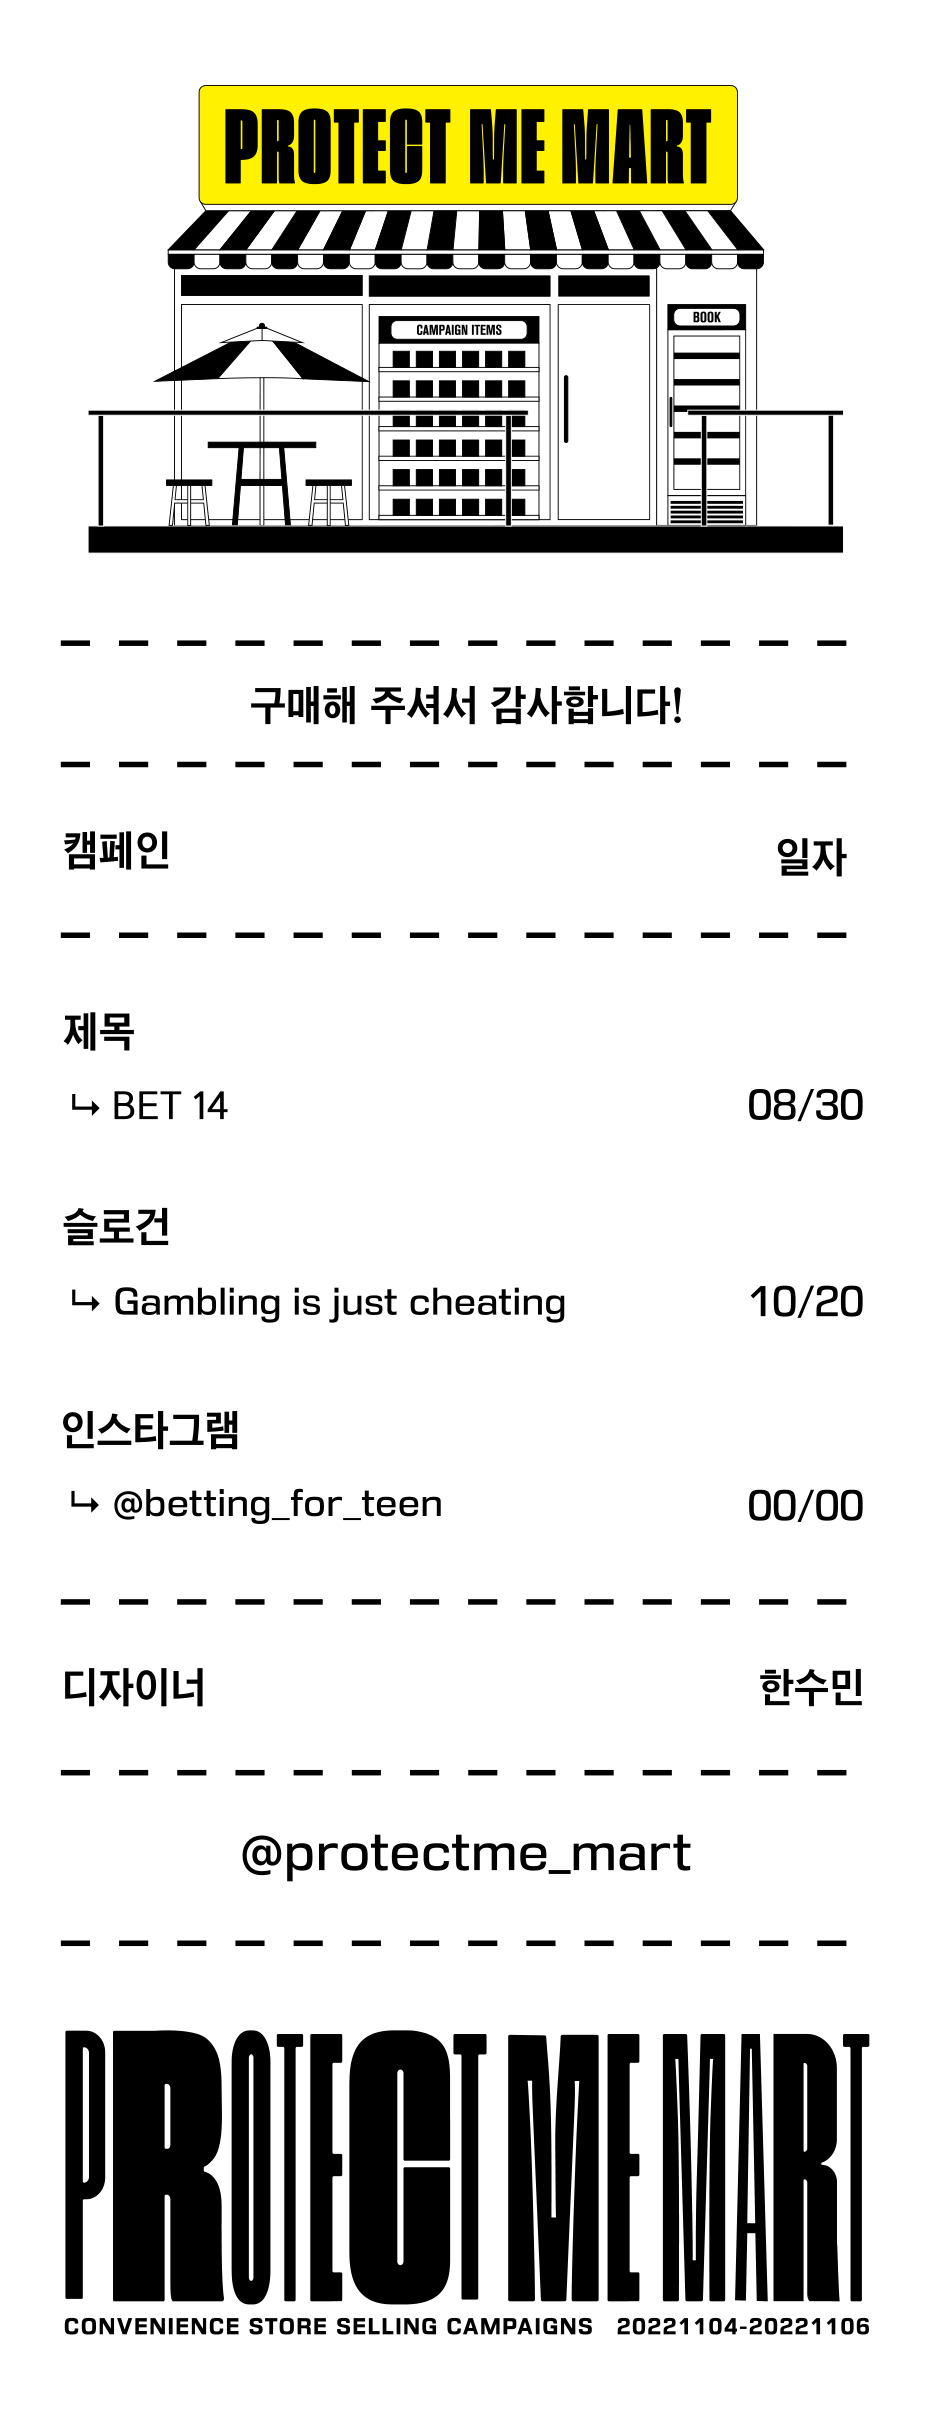 PROTECT ME MART
CAMPAIGN ITEMS
BOOK
구매해 주셔서 감사합니다!
캠페인 일자
제목
↪ BET 14 08/30
슬로건
↪ Gambling is just cheating 10/20
인스타그램
↪ @betting_for_teen 00/00
디자이너 한수민
@protectme_mart
PROTECT ME MART
CONVENIENCE STORE SELLING CAMPAIGNS 20221104-20221106